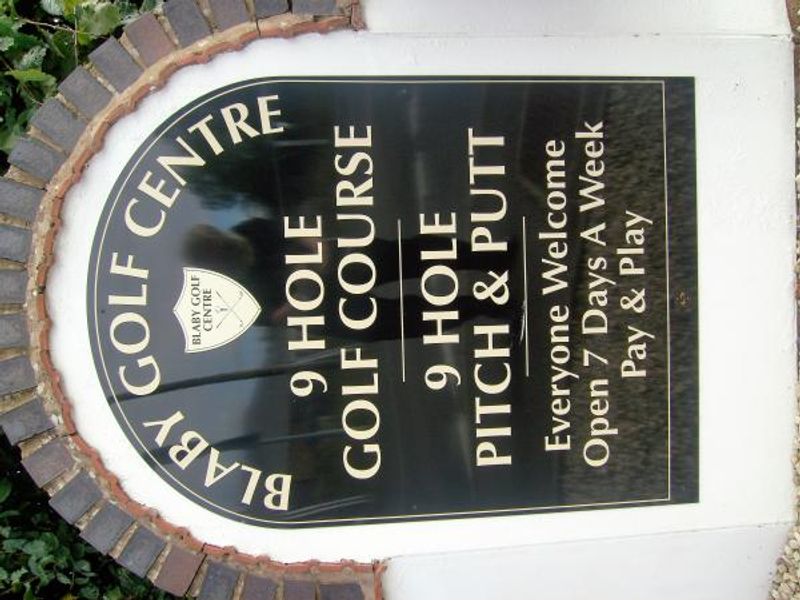 BLABY GOLF CENTRE
BLABY GOLF
CENTRE
9 HOLE
GOLF COURSE
9 HOLE
PITCH & PUTT
Everyone Welcome
Open 7 Days A Week
Pay & Play